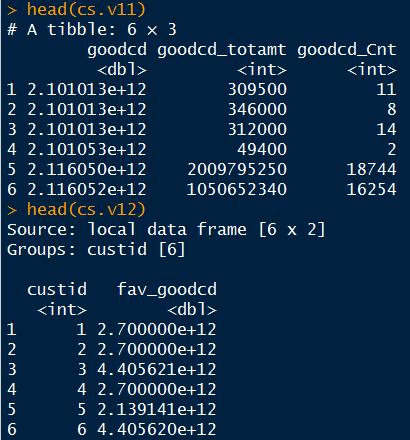 > head(cs.v11)
# A tibble: 6 × 3
goodcd goodcd_totamt goodcd_Cnt
<dbl> <int> <int>
1 2.101013e+12 309500 11
2 2.101013e+12 346000 8
3 2.101013e+12 312000 14
4 2.101053e+12 49400 2
5 2.116050e+12 2009795250 18744
6 2.116052e+12 1050652340 16254
> head(cs.v12)
Source: local data frame [6 x 2]
Groups: custid [6]
custid fav_goodcd
<int> <dbl>
1 1 2.700000e+12
2 2 2.700000e+12
3 3 4.405621e+12
4 4 2.700000e+12
5 5 2.139141e+12
6 6 4.405620e+12